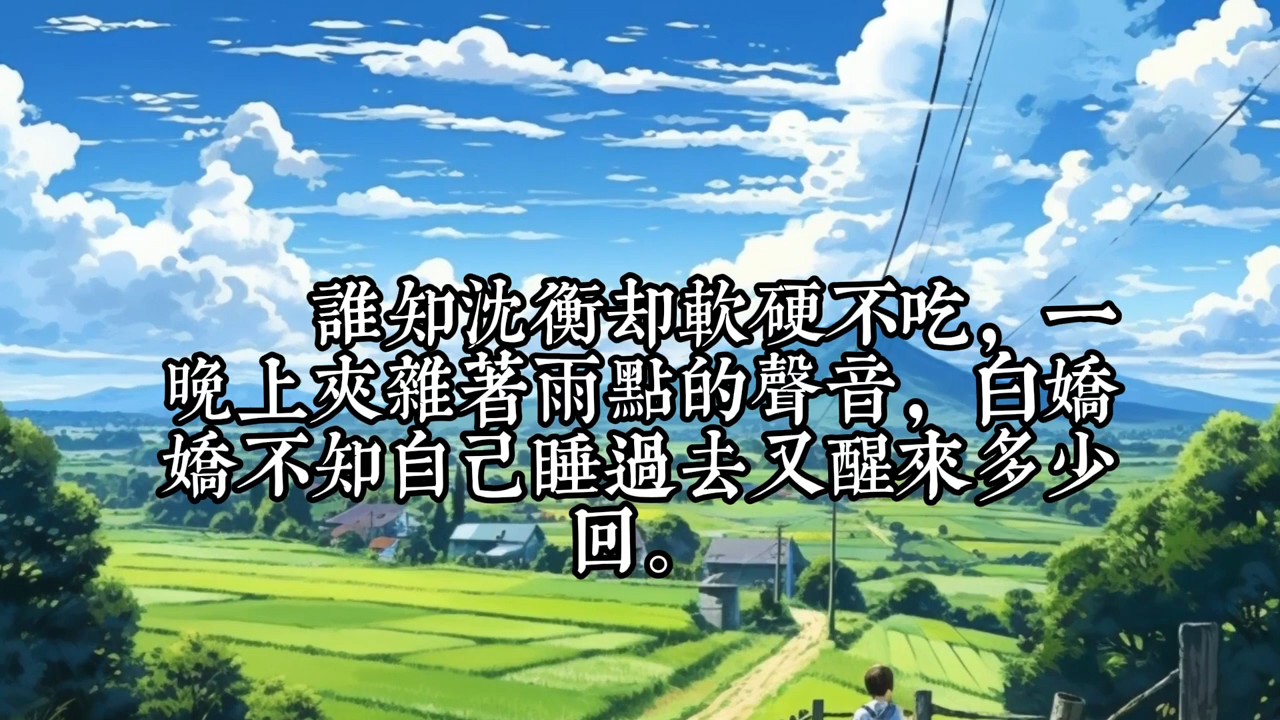 誰知沈衡却軟硬不吃，一
晚上夾雜著雨點的聲音，白嬌
嬌不知自己睡過去又醒來多少
回。